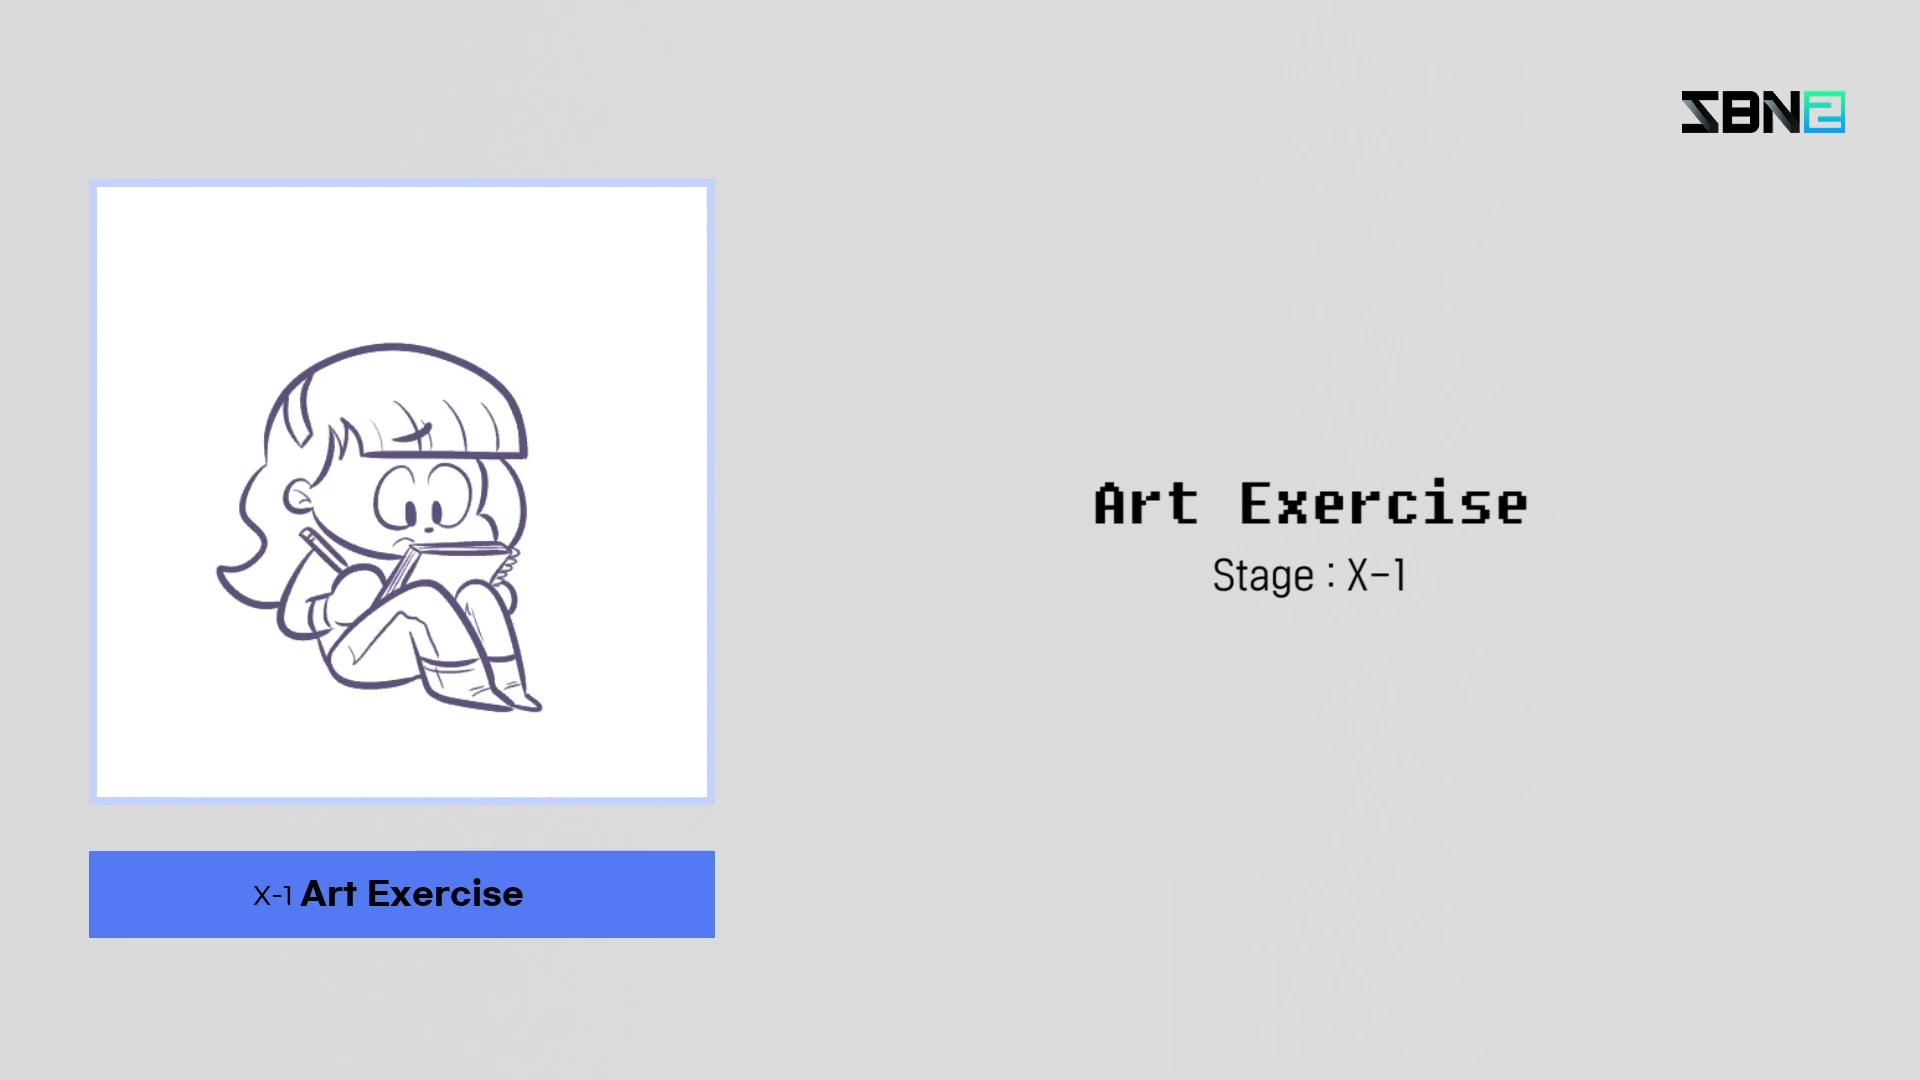 SBN2
Art Exercise
Stage : X-1
X-1 Art Exercise